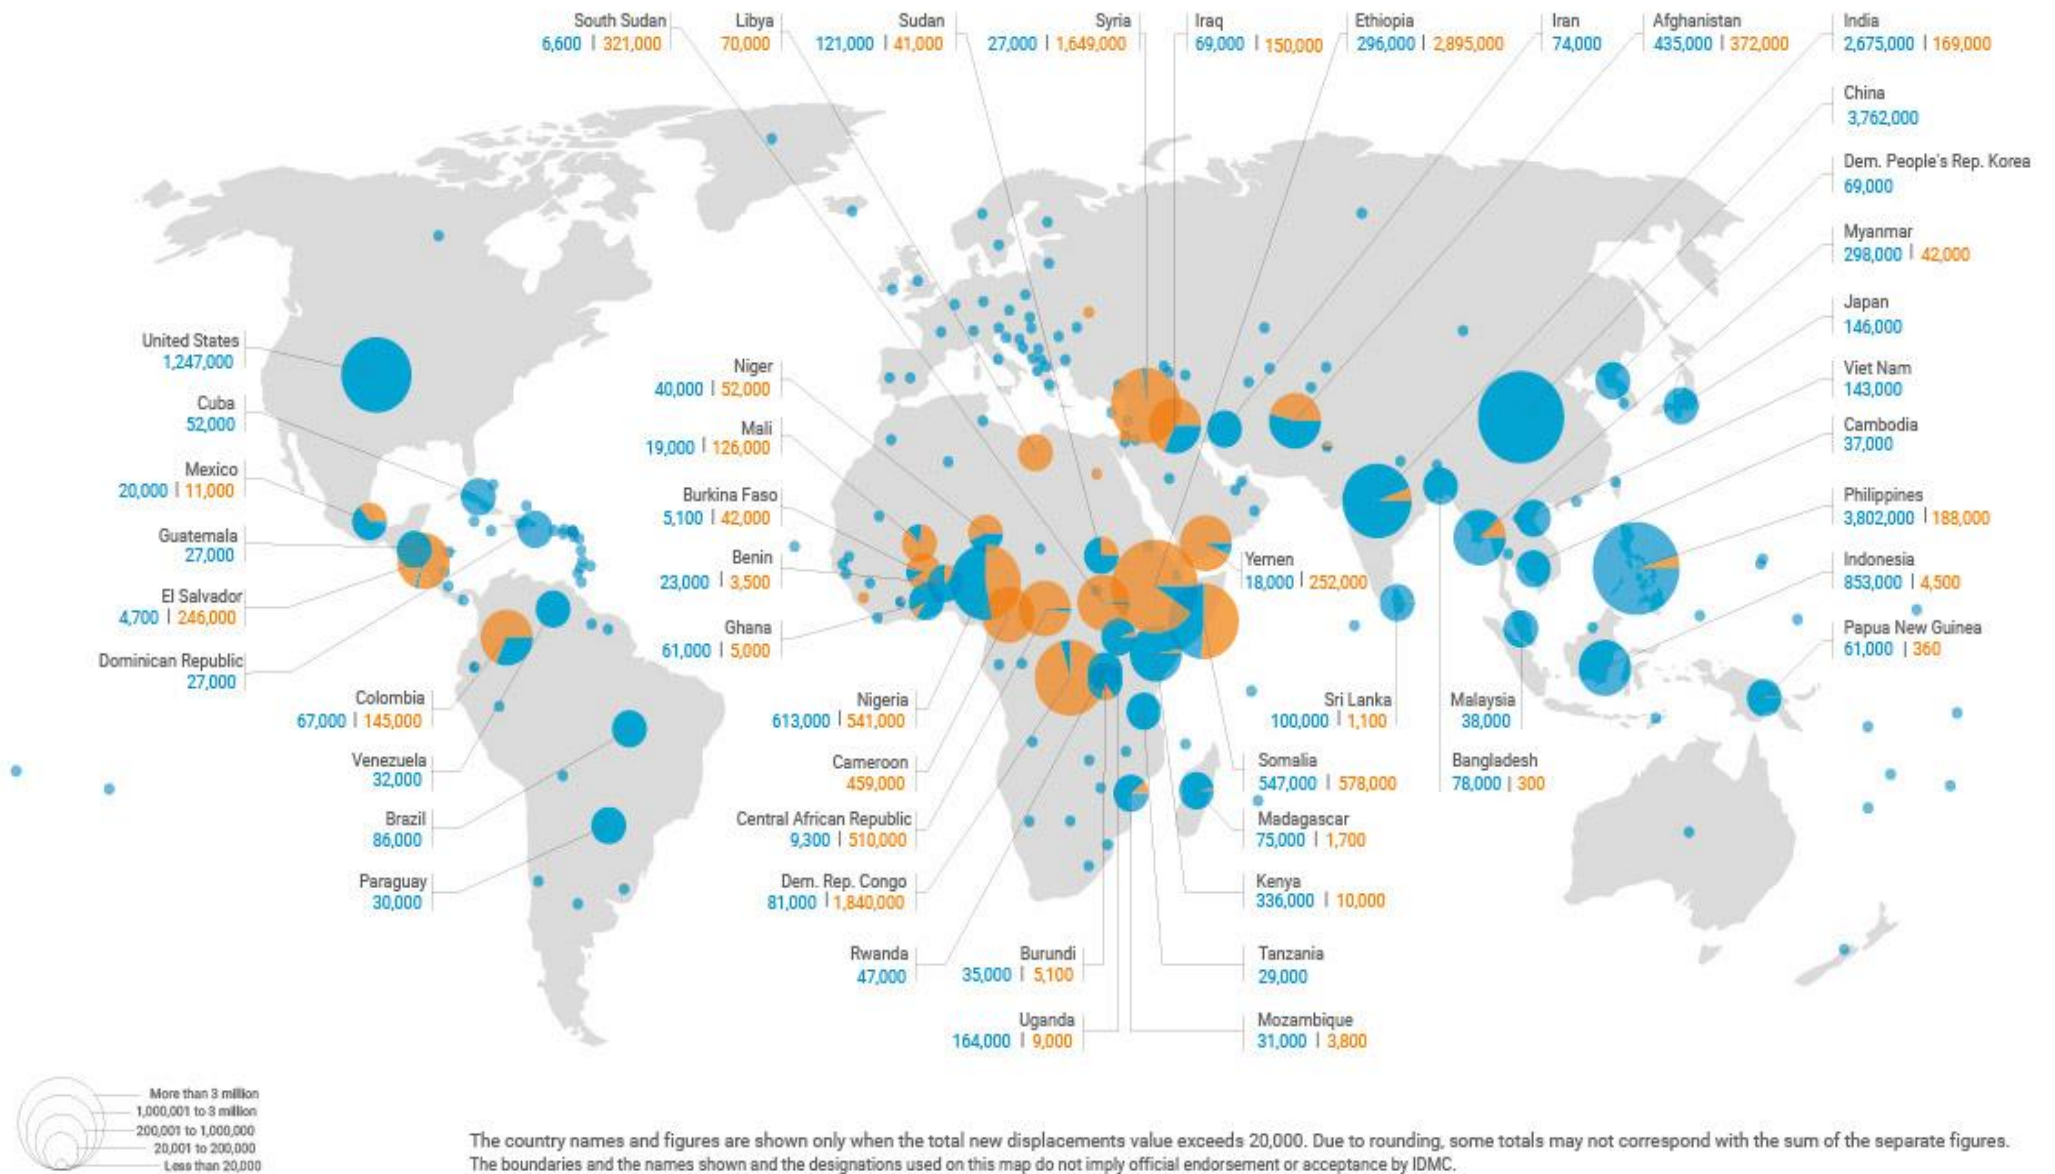 South Sudan
6,600 | 321,000
Libya
70,000
Sudan
121,000 | 41,000
Syria
27,000 | 1,649,000
Iraq
69,000 | 150,000
Ethiopia
296,000 | 2,895,000
Iran
74,000
Afghanistan
435,000 | 372,000
India
2,675,000 | 169,000
China
3,762,000
Dem. People's Rep. Korea
69,000
Myanmar
298,000 | 42,000
Japan
146,000
Viet Nam
143,000
Cambodia
37,000
Philippines
3,802,000 | 188,000
Indonesia
853,000 | 4,500
Papua New Guinea
61,000 | 360
United States
1,247,000
Cuba
52,000
Mexico
20,000 | 11,000
Guatemala
27,000
El Salvador
4,700 | 246,000
Dominican Republic
27,000
Colombia
67,000 | 145,000
Venezuela
32,000
Brazil
86,000
Paraguay
30,000
Niger
40,000 | 52,000
Mali
19,000 | 126,000
Burkina Faso
5,100 | 42,000
Benin
23,000 | 3,500
Ghana
61,000 | 5,000
Nigeria
613,000 | 541,000
Cameroon
459,000
Central African Republic
9,300 | 510,000
Dem. Rep. Congo
81,000 | 1,840,000
Rwanda
47,000
Burundi
35,000 | 5,100
Uganda
164,000 | 9,000
Yemen
18,000 | 252,000
Sri Lanka
100,000 | 1,100
Malaysia
38,000
Somalia
547,000 | 578,000
Bangladesh
78,000 | 300
Madagascar
75,000 | 1,700
Kenya
336,000 | 10,000
Tanzania
29,000
Mozambique
31,000 | 3,800
More than 3 million
1,000,001 to 3 million
200,001 to 1,000,000
20,001 to 200,000
Less than 20,000
The country names and figures are shown only when the total new displacements value exceeds 20,000. Due to rounding, some totals may not correspond with the sum of the separate figures.
The boundaries and the names shown and the designations used on this map do not imply official endorsement or acceptance by IDMC.